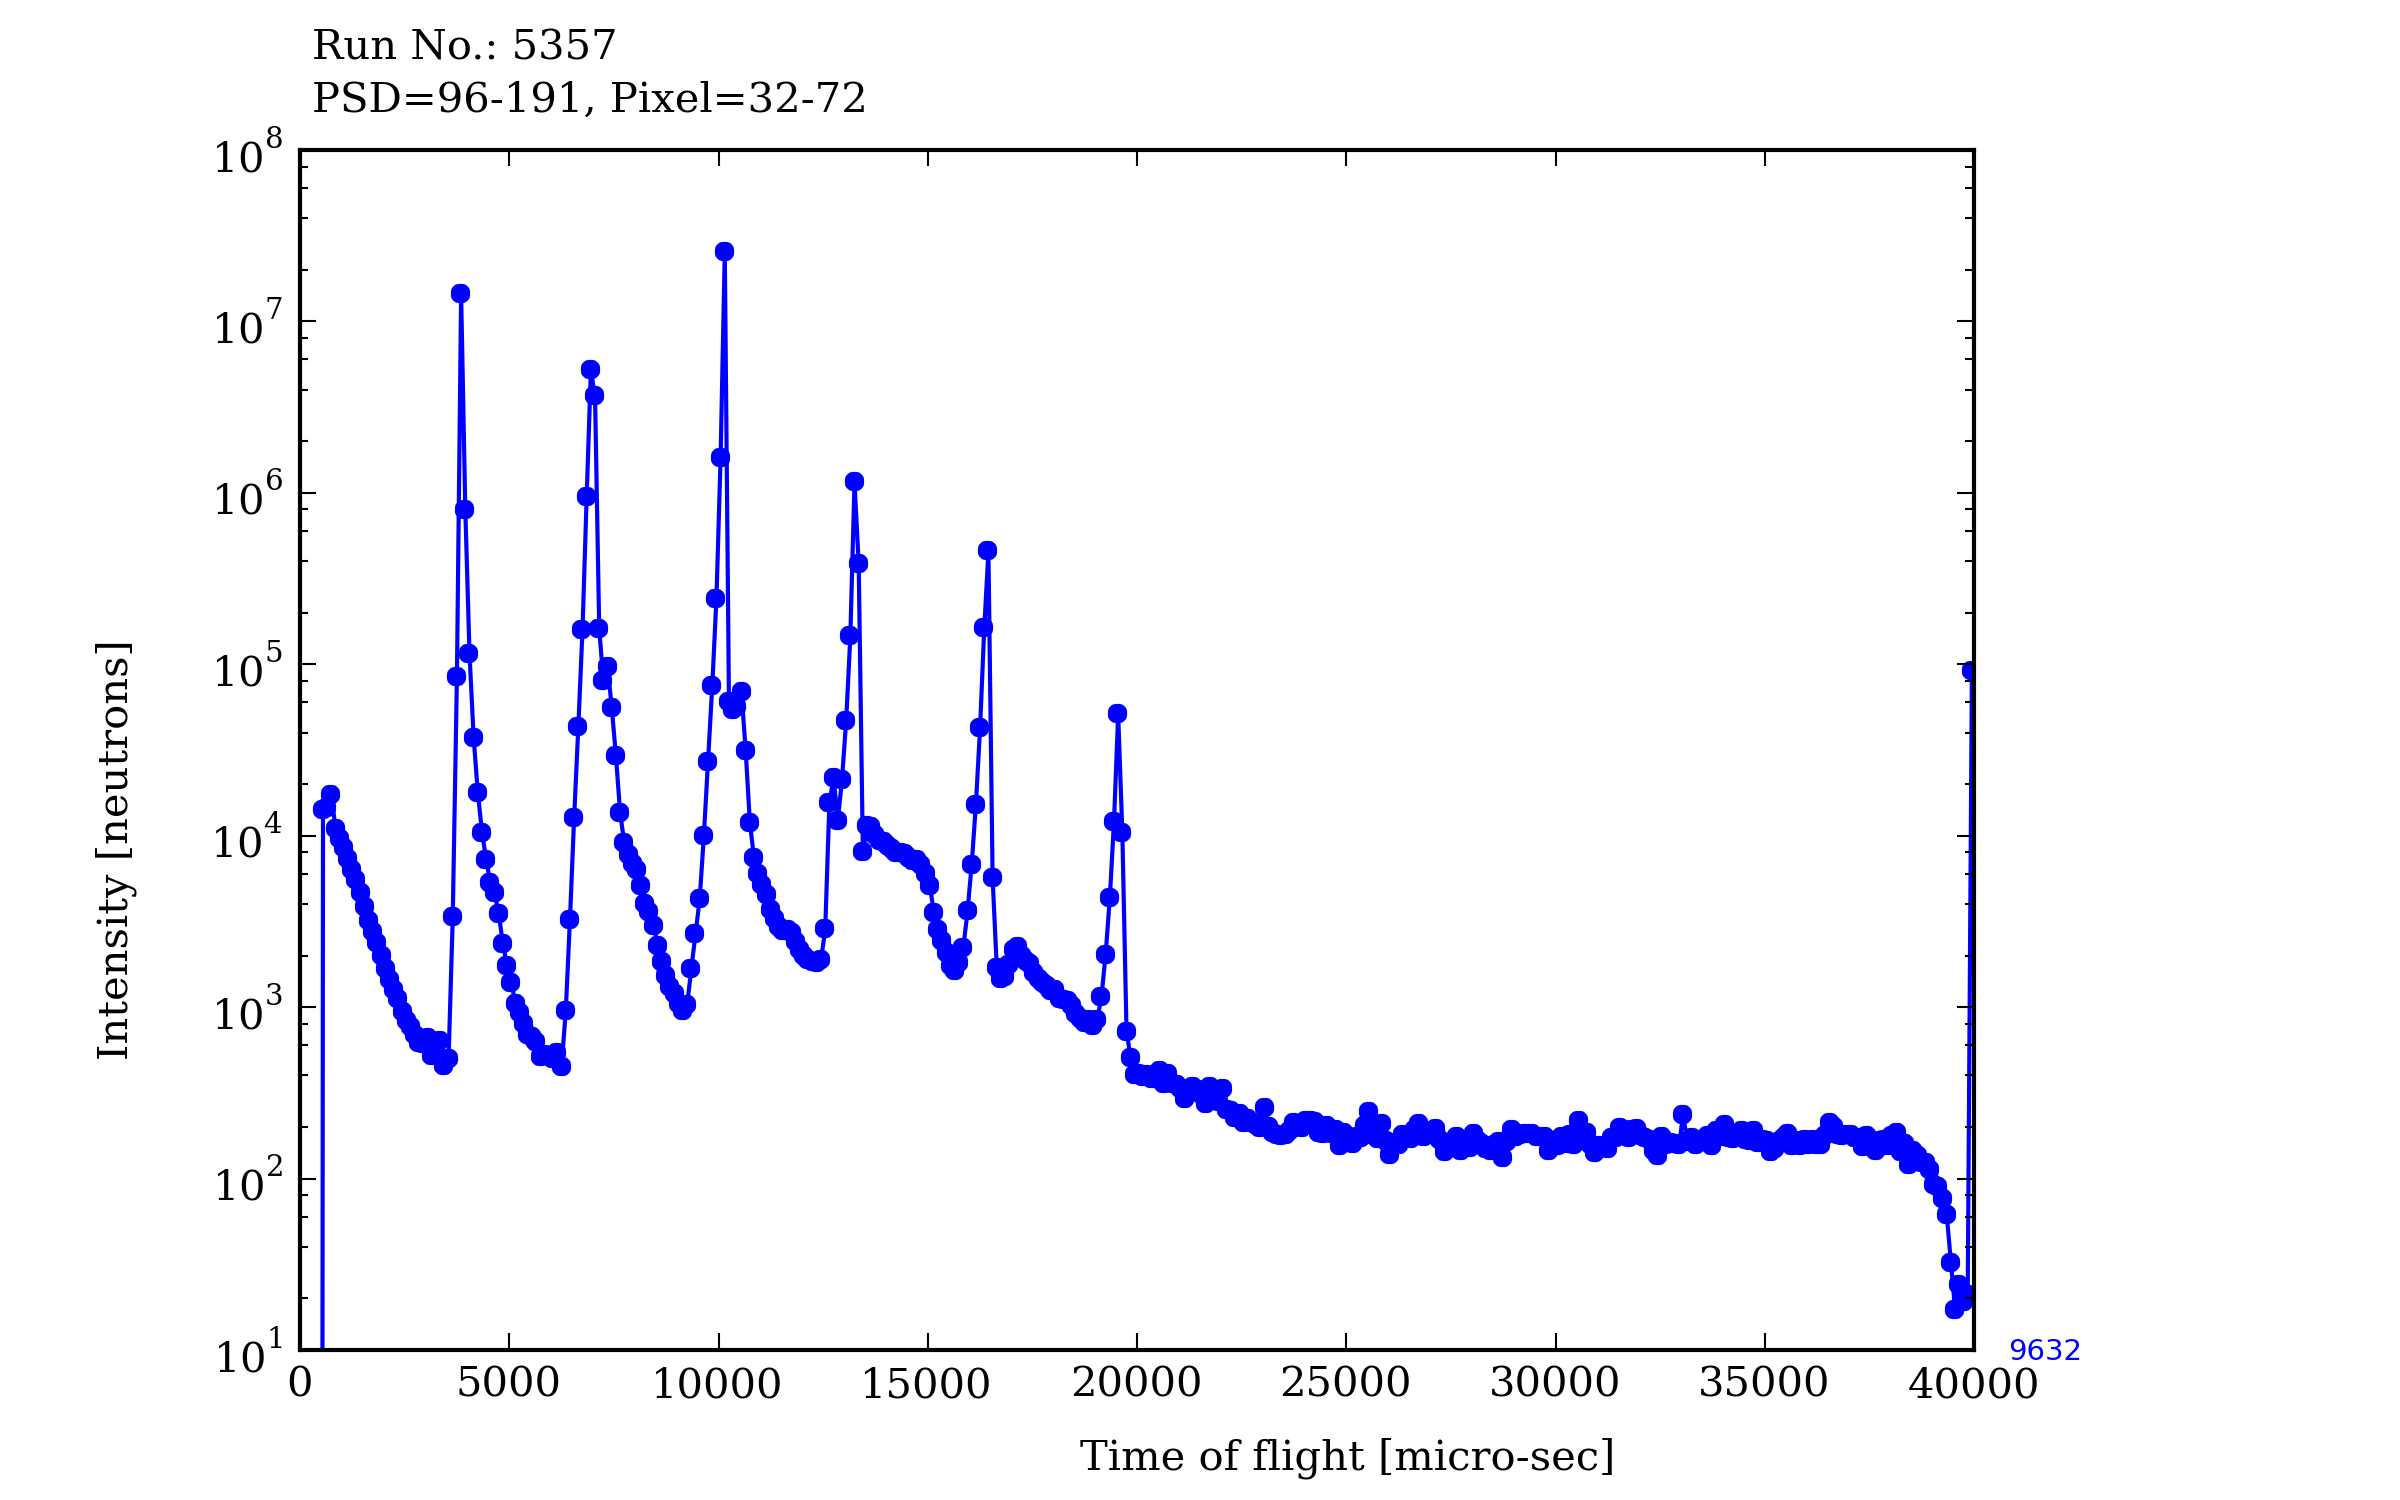 Run No.: 5357
PSD=96-191, Pixel=32-72
10^8
10^7
10^6
10^5
10^4
10^3
10^2
10^1
Intensity [neutrons]
0 5000 10000 15000 20000 25000 30000 35000 40000
9632
Time of flight [micro-sec]